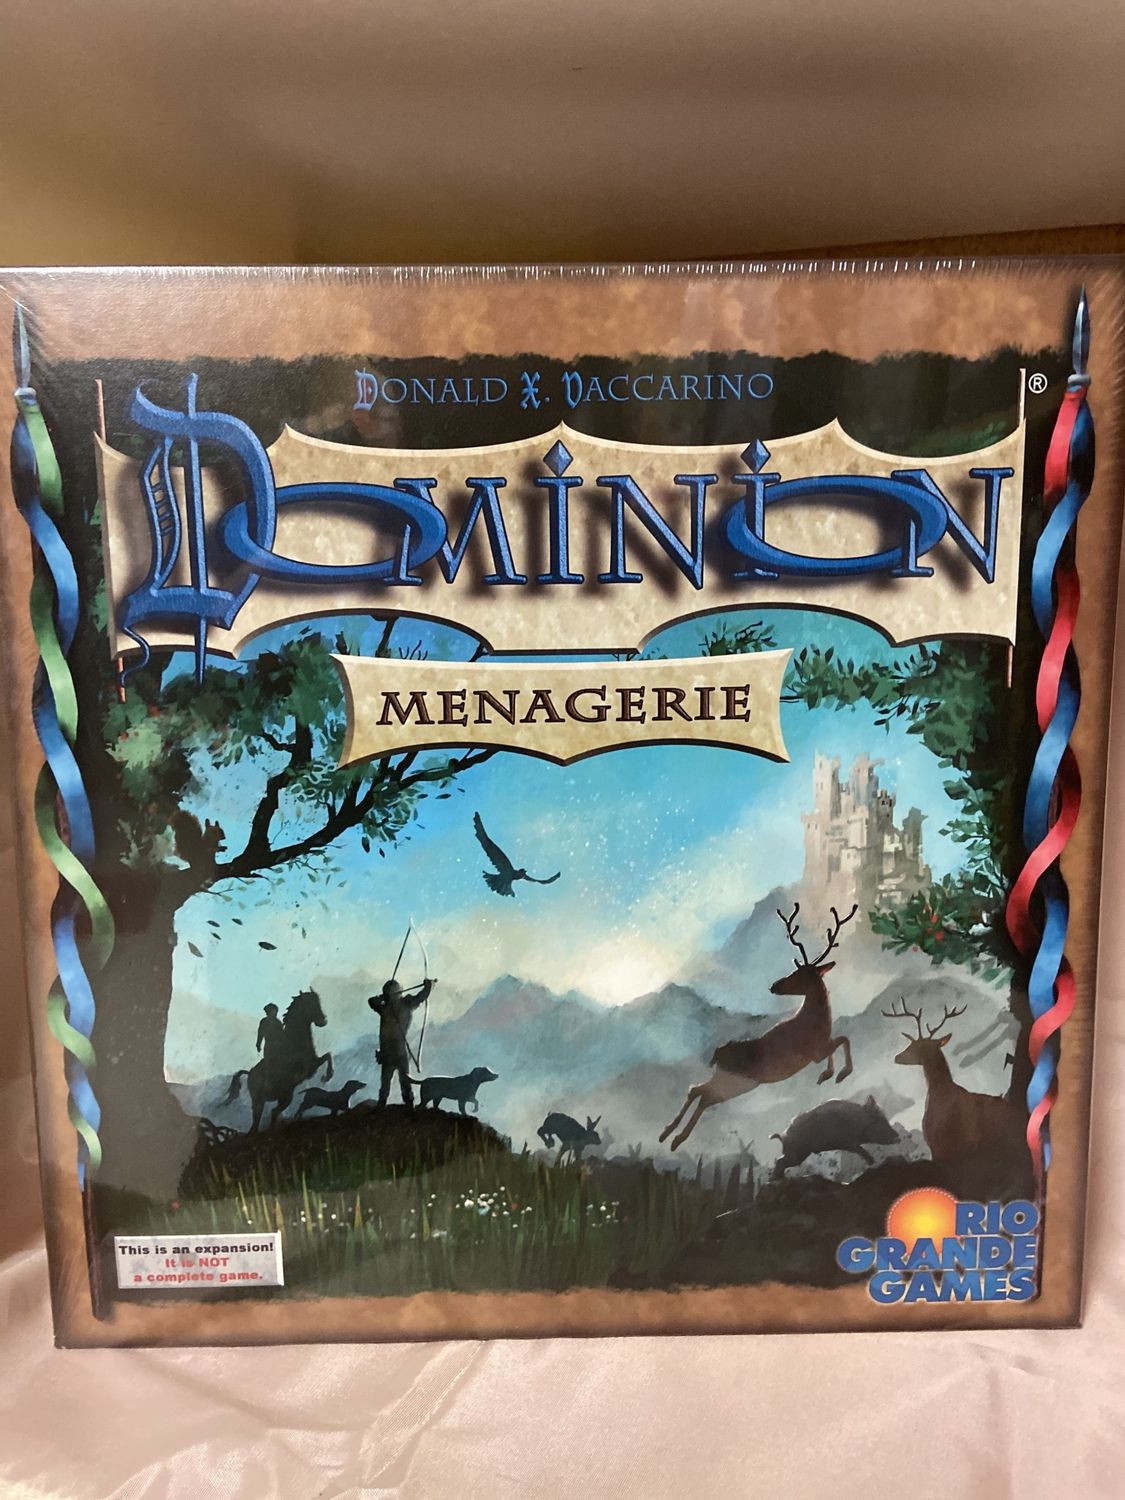 DONALD X. VACCARINO
DOMINION
®
MENAGERIE
This is an expansion!
It is NOT
a complete game.
RIO
GRANDE
GAMES